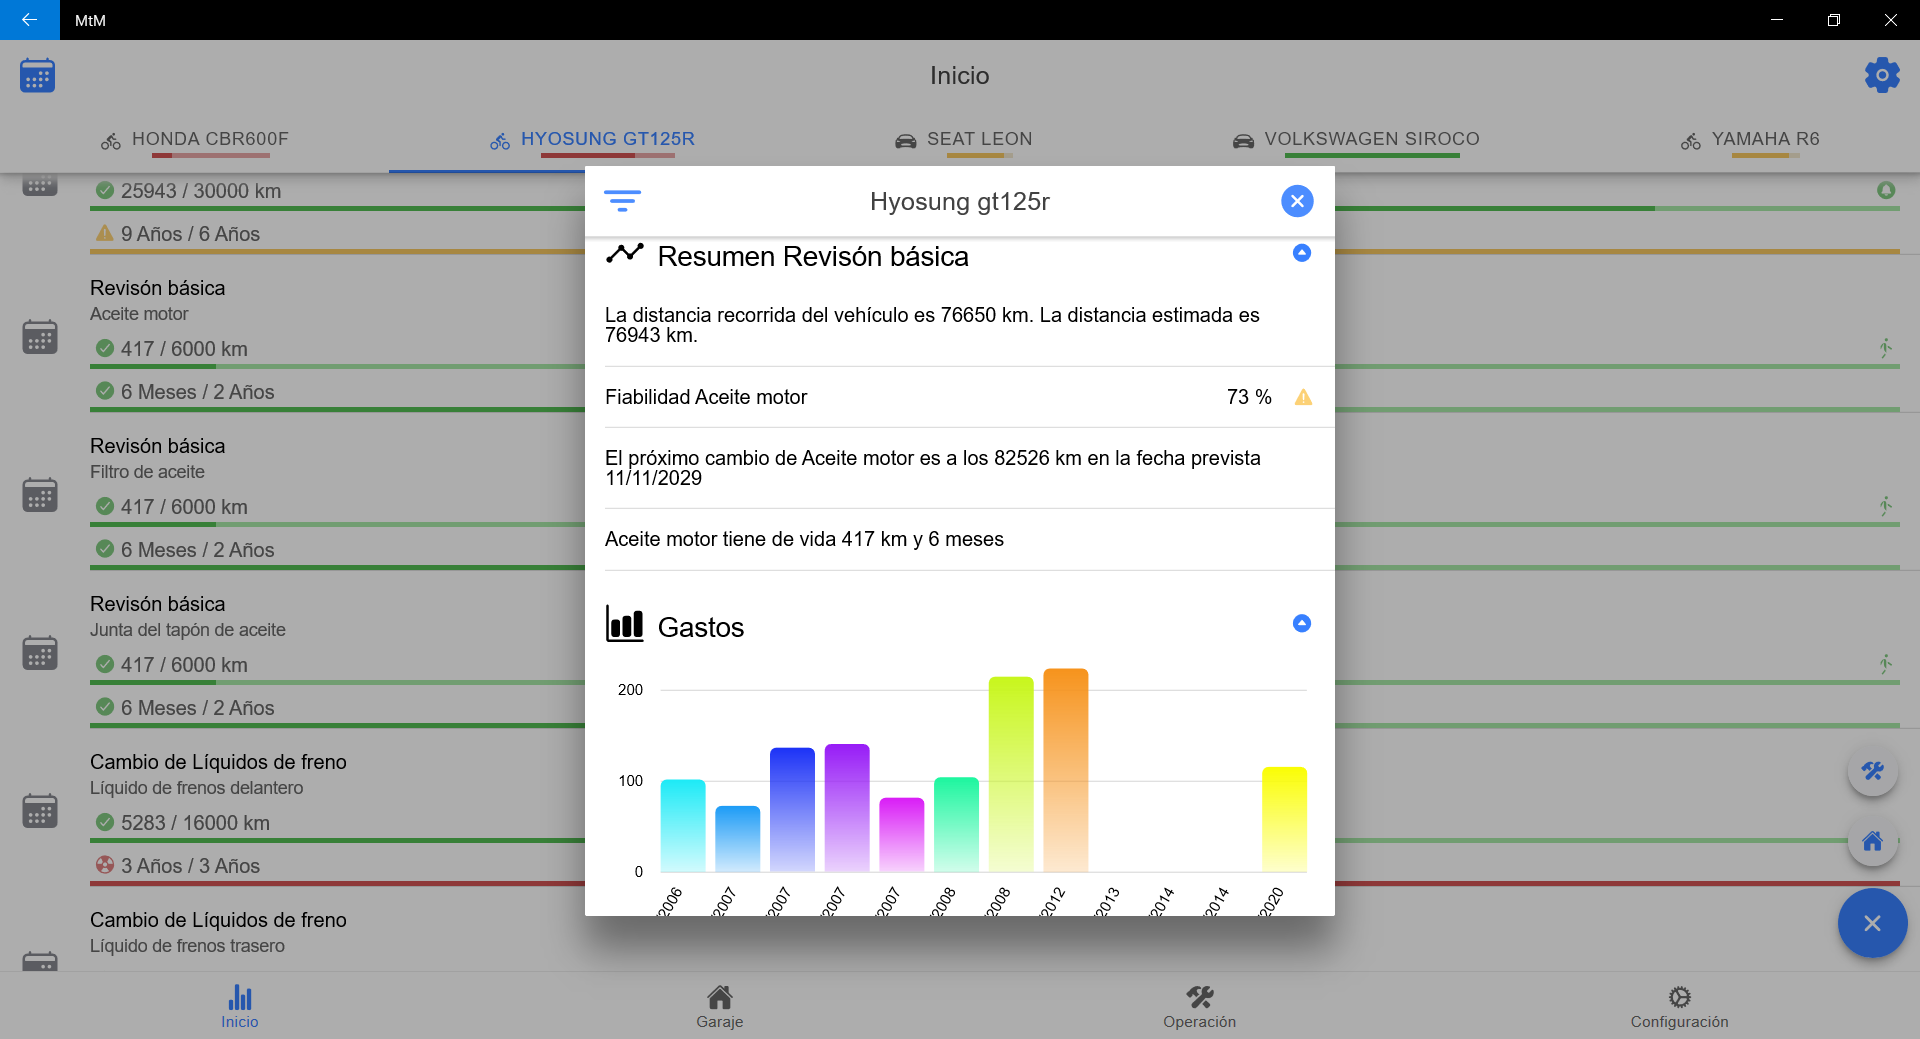 MtM
Inicio
HONDA CBR600F
HYOSUNG GT125R
SEAT LEON
VOLKSWAGEN SIROCO
YAMAHA R6
25943 / 30000 km
9 Años / 6 Años
Revisón básica
Aceite motor
417 / 6000 km
6 Meses / 2 Años
Revisón básica
Filtro de aceite
417 / 6000 km
6 Meses / 2 Años
Revisón básica
Junta del tapón de aceite
417 / 6000 km
6 Meses / 2 Años
Cambio de Líquidos de freno
Líquido de frenos delantero
5283 / 16000 km
3 Años / 3 Años
Cambio de Líquidos de freno
Líquido de frenos trasero
Hyosung gt125r
Resumen Revisón básica
La distancia recorrida del vehículo es 76650 km. La distancia estimada es
76943 km.
Fiabilidad Aceite motor 73 %
El próximo cambio de Aceite motor es a los 82526 km en la fecha prevista
11/11/2029
Aceite motor tiene de vida 417 km y 6 meses
Gastos
200
100
0
/2006
/2007
/2007
/2007
/2007
/2008
/2008
/2012
/2013
/2014
/2014
/2020
Inicio
Garaje
Operación
Configuración